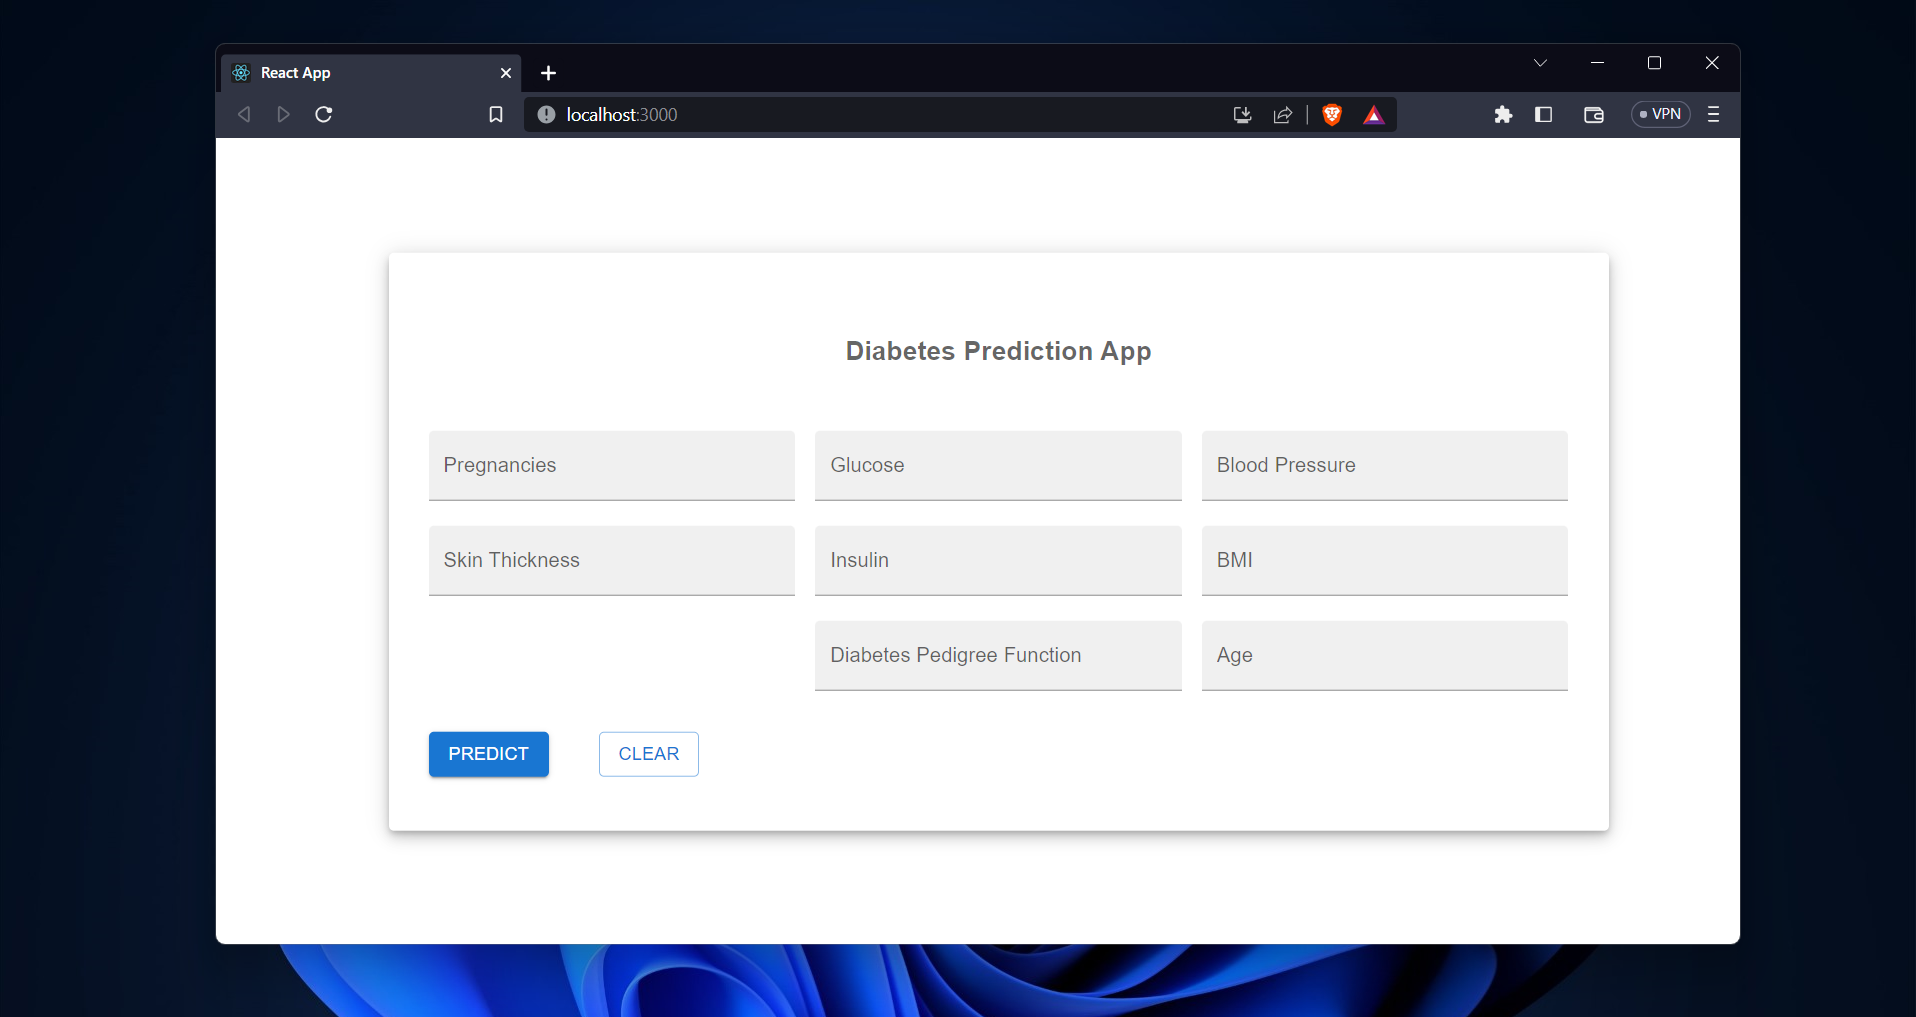 React App
localhost:3000
VPN
Diabetes Prediction App
Pregnancies Glucose Blood Pressure
Skin Thickness Insulin BMI
Diabetes Pedigree Function Age
PREDICT CLEAR